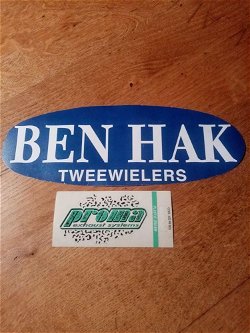 BEN HAK
TWEEWIELERS
proma
exhaust systems